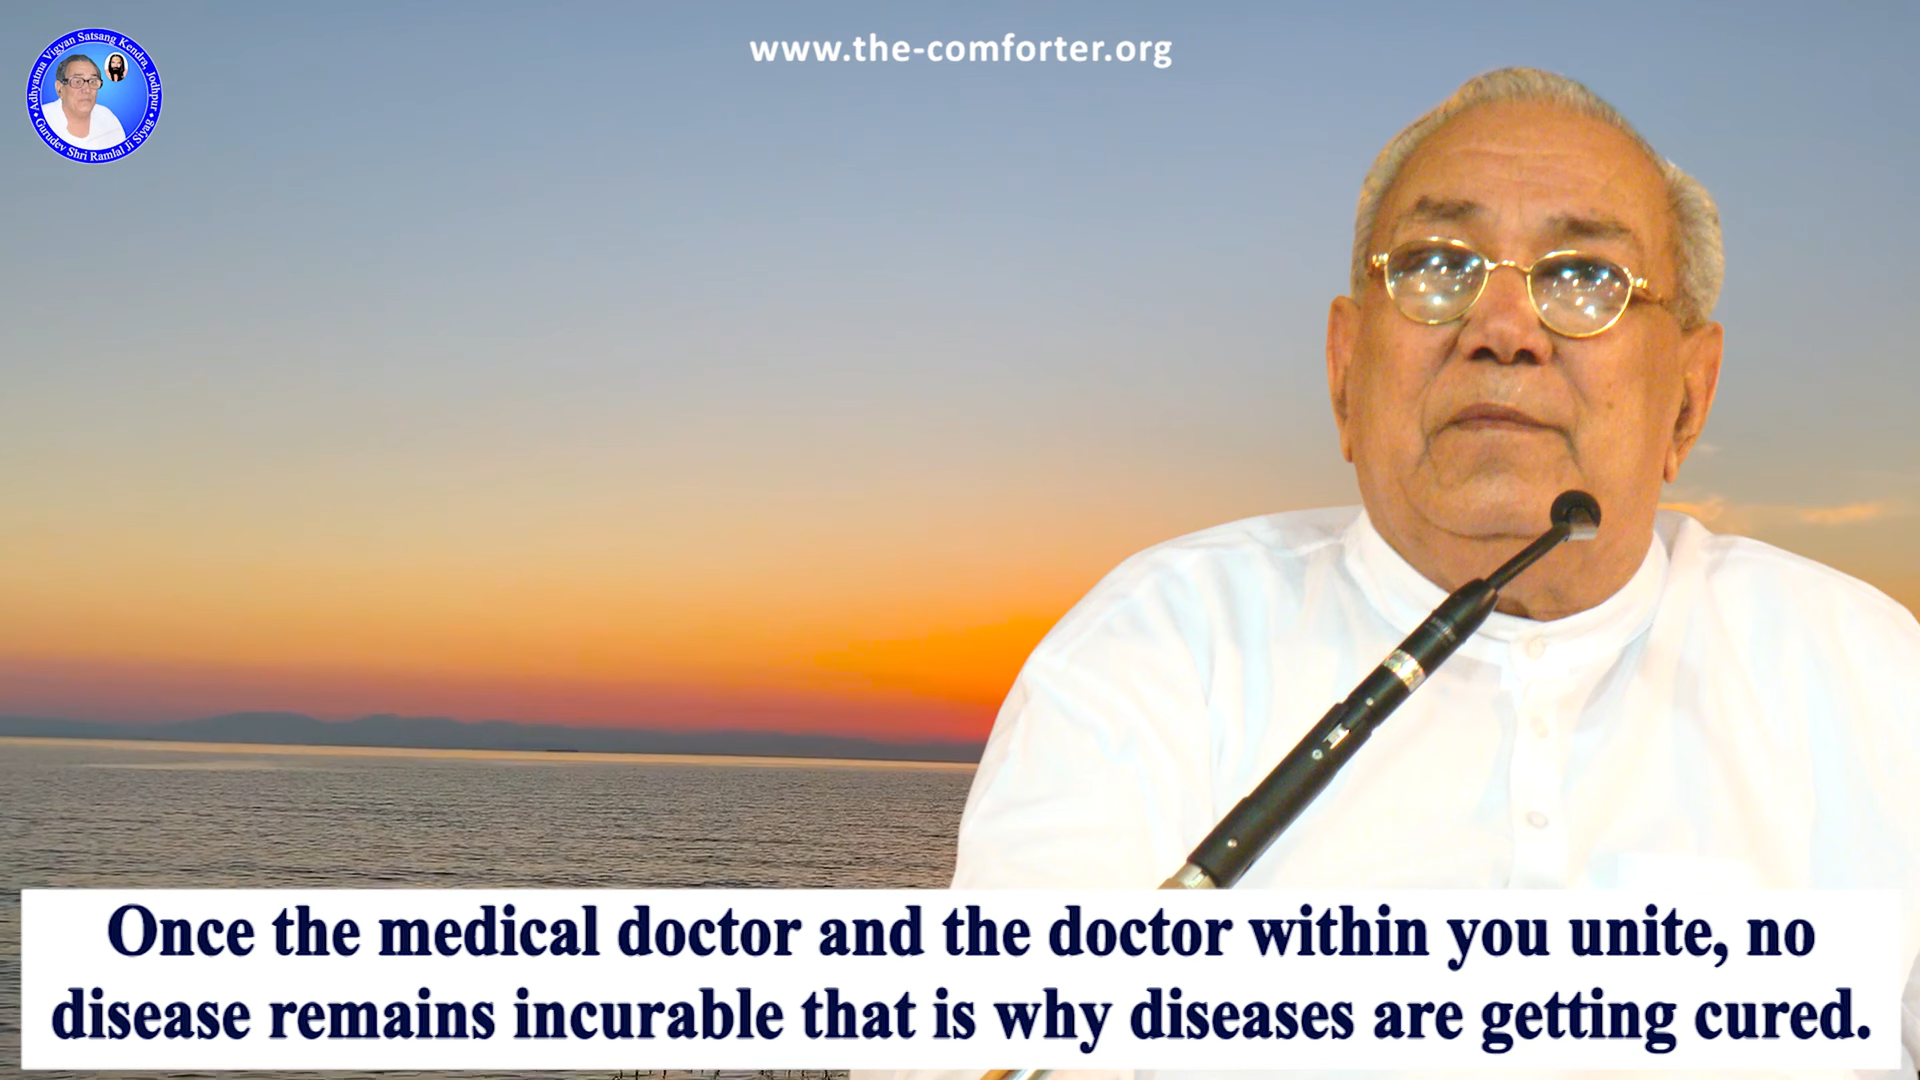 www.the-comforter.org
Adhyatma Vigyan Satsang Kendra, Jodhpur
Gurudev Shri Ramlal Ji Siyag
Once the medical doctor and the doctor within you unite, no
disease remains incurable that is why diseases are getting cured.